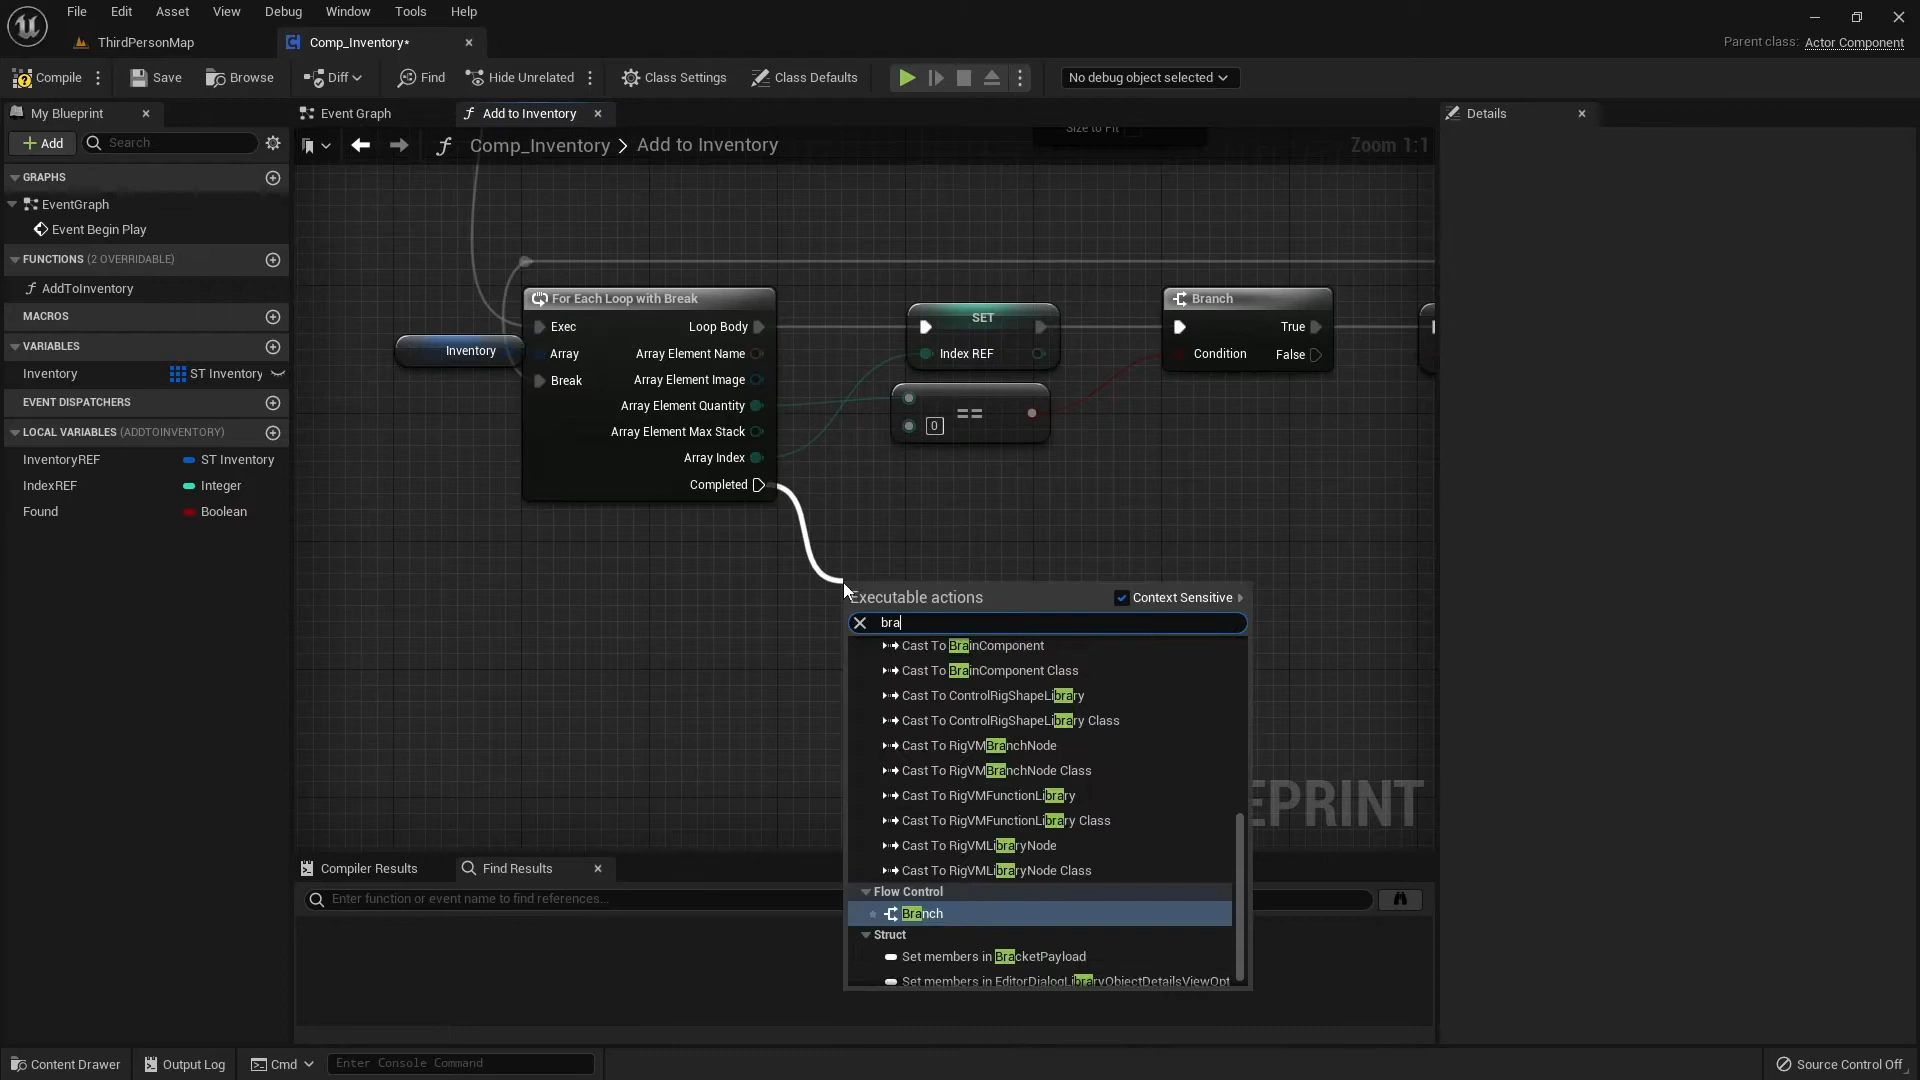 File Edit Asset View Debug Window Tools Help
ThirdPersonMap Comp_Inventory*
Parent class: Actor Component
Compile Save Browse Diff Find Hide Unrelated Class Settings Class Defaults No debug object selected
My Blueprint Event Graph Add to Inventory Details
Add Search
Comp_Inventory > Add to Inventory Zoom 1:1
Size to Fit
GRAPHS
EventGraph
Event Begin Play
FUNCTIONS (2 OVERRIDABLE)
AddToInventory
MACROS
VARIABLES
Inventory ST Inventory
EVENT DISPATCHERS
LOCAL VARIABLES (ADDTOINVENTORY)
InventoryREF ST Inventory
IndexREF Integer
Found Boolean
Inventory
For Each Loop with Break
Exec Loop Body
Array Array Element Name
Array Element Image
Break
Array Element Quantity
Array Element Max Stack
Array Index
Completed
SET
Index REF
==
0
Branch
True
Condition False
EPRINT
Executable actions Context Sensitive
bra
Cast To BrainComponent
Cast To BrainComponent Class
Cast To ControlRigShapeLibrary
Cast To ControlRigShapeLibrary Class
Cast To RigVMBranchNode
Cast To RigVMBranchNode Class
Cast To RigVMFunctionLibrary
Cast To RigVMFunctionLibrary Class
Cast To RigVMLibraryNode
Cast To RigVMLibraryNode Class
Flow Control
Branch
Struct
Set members in BracketPayload
Set members in EditorDialogLibraryObjectDetailsViewOpt
Compiler Results Find Results
Enter function or event name to find references...
Content Drawer Output Log Cmd Enter Console Command Source Control Off